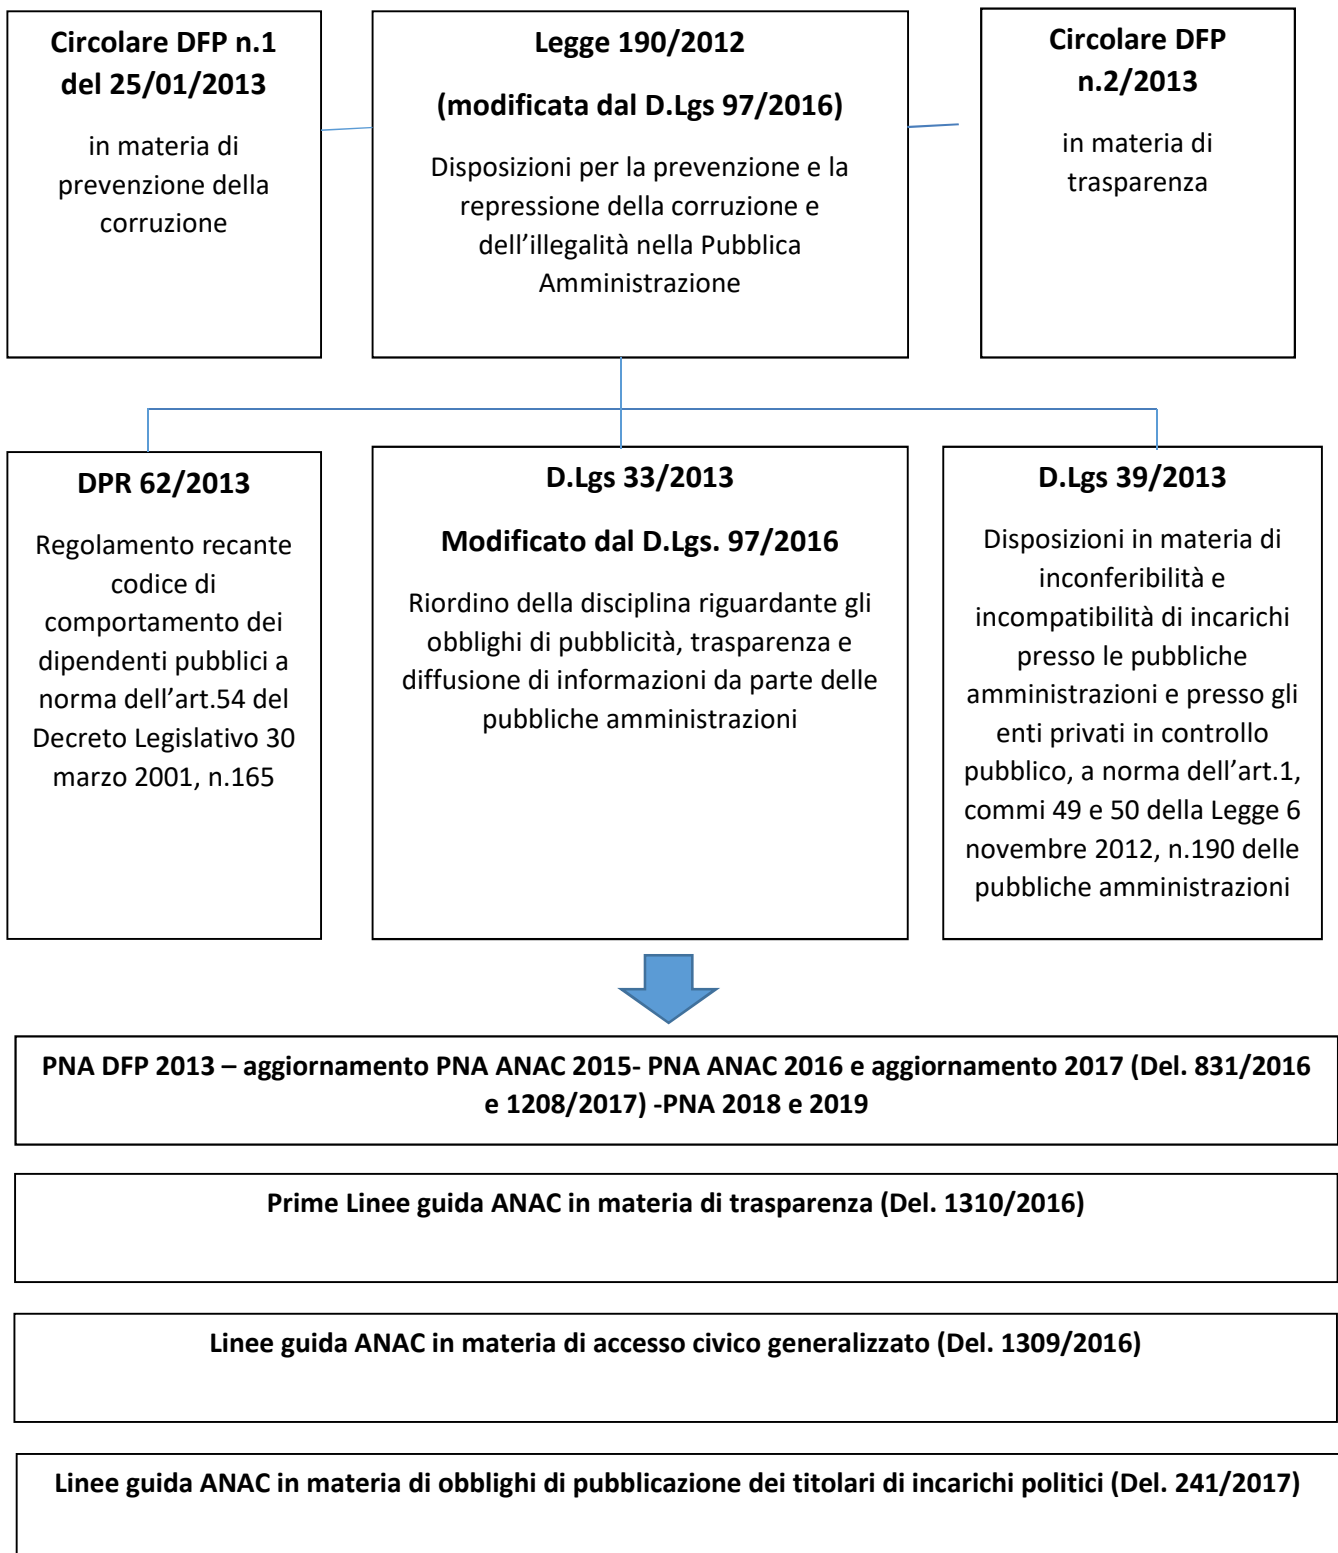 Circolare DFP n.1
del 25/01/2013
in materia di
prevenzione della
corruzione
Legge 190/2012
(modificata dal D.Lgs 97/2016)
Disposizioni per la prevenzione e la
repressione della corruzione e
dell’illegalità nella Pubblica
Amministrazione
Circolare DFP
n.2/2013
in materia di
trasparenza
DPR 62/2013
Regolamento recante
codice di
comportamento dei
dipendenti pubblici a
norma dell’art.54 del
Decreto Legislativo 30
marzo 2001, n.165
D.Lgs 33/2013
Modificato dal D.Lgs. 97/2016
Riordino della disciplina riguardante gli
obblighi di pubblicità, trasparenza e
diffusione di informazioni da parte delle
pubbliche amministrazioni
D.Lgs 39/2013
Disposizioni in materia di
inconferibilità e
incompatibilità di incarichi
presso le pubbliche
amministrazioni e presso gli
enti privati in controllo
pubblico, a norma dell’art.1,
commi 49 e 50 della Legge 6
novembre 2012, n.190 delle
pubbliche amministrazioni
PNA DFP 2013 – aggiornamento PNA ANAC 2015- PNA ANAC 2016 e aggiornamento 2017 (Del. 831/2016
e 1208/2017) -PNA 2018 e 2019
Prime Linee guida ANAC in materia di trasparenza (Del. 1310/2016)
Linee guida ANAC in materia di accesso civico generalizzato (Del. 1309/2016)
Linee guida ANAC in materia di obblighi di pubblicazione dei titolari di incarichi politici (Del. 241/2017)